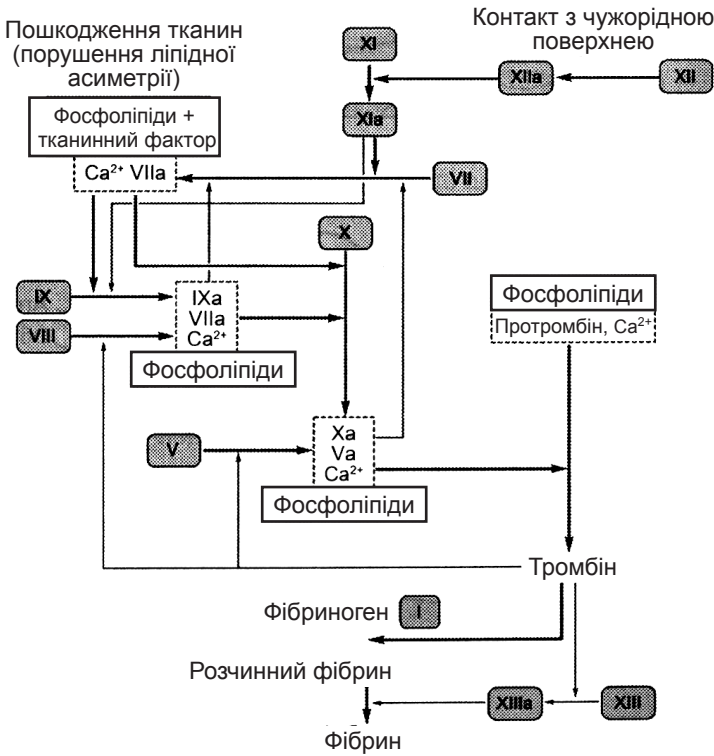 Пошкодження тканин
(порушення ліпідної
асиметрії)
Контакт з чужорідною
поверхнею
XI
XIIa
XII
Фосфоліпіди +
тканинний фактор
XIa
Ca²⁺ VIIa
VII
X
IX
IXa
VIIa
Ca²⁺
VIII
Фосфоліпіди
Фосфоліпіди
Протромбін, Ca²⁺
V
Xa
Va
Ca²⁺
Фосфоліпіди
Тромбін
Фібриноген
I
Розчинний фібрин
XIIIa
XIII
Фібрин